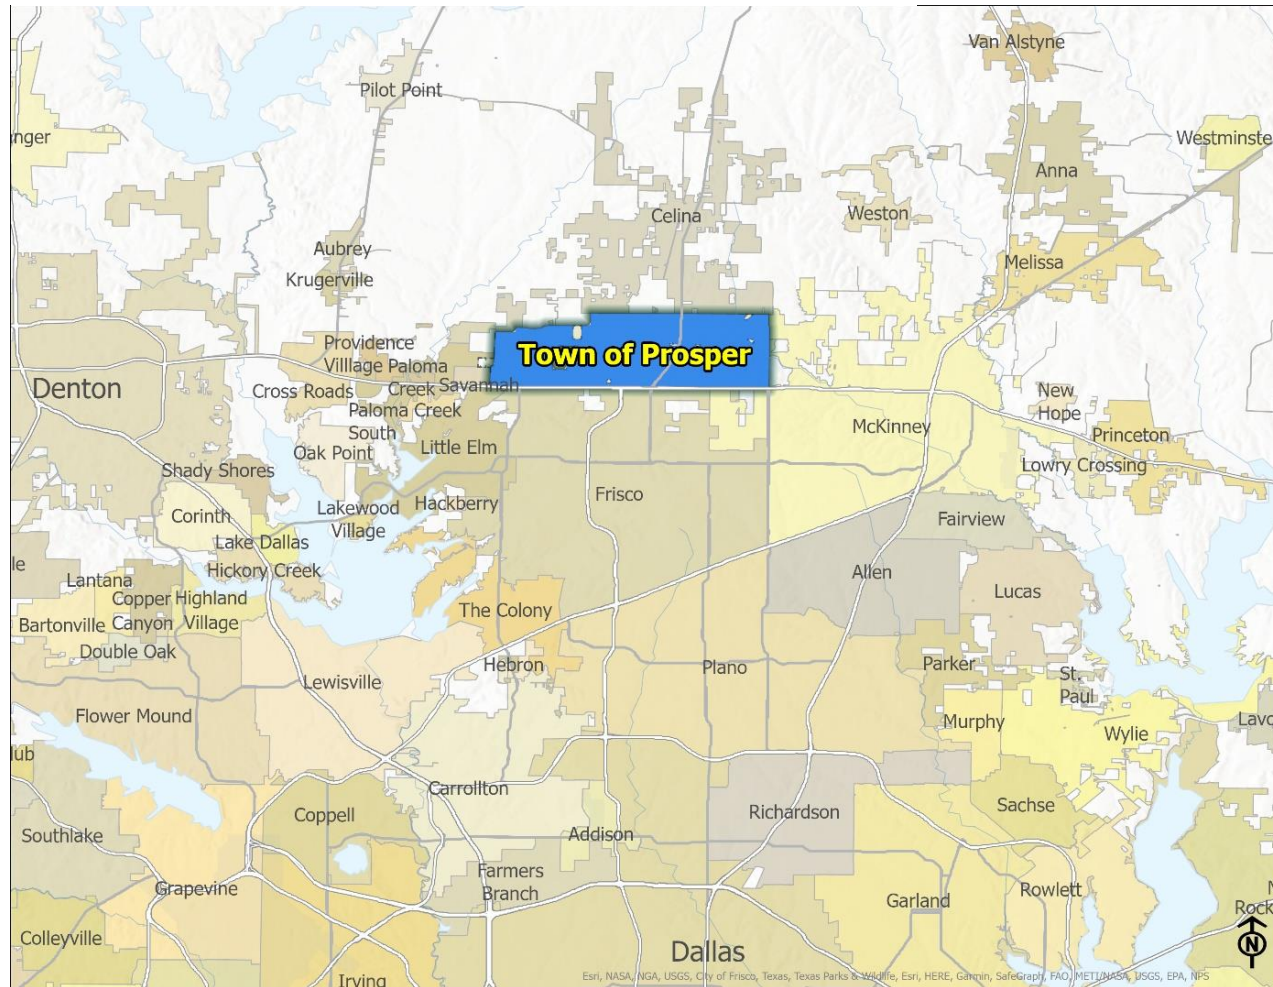 Van Alstyne
Pilot Point
nger
Westminste
Anna
Celina
Weston
Aubrey
Melissa
Krugerville
Providence
Villlage
Paloma
Creek
Town of Prosper
Denton
Cross Roads
Savannah
Paloma Creek
South
New
Hope
McKinney
Princeton
Little Elm
Oak Point
Lowry Crossing
Shady Shores
Frisco
Lakewood
Village
Hackberry
Corinth
Fairview
Lake Dallas
le
Hickory Creek
Lantana
Allen
Lucas
Copper
Canyon
Highland
Village
Bartonville
The Colony
Double Oak
Hebron
Plano
Parker
St.
Paul
Lewisville
Flower Mound
Murphy
Wylie
Lavo
lub
Carrollton
Sachse
Coppell
Richardson
Southlake
Addison
Farmers
Branch
Grapevine
Garland
Rowlett
Rock
Colleyville
N
Dallas
Irving
Esri, NASA, NGA, USGS, City of Frisco, Texas, Texas Parks & Wildlife, Esri, HERE, Garmin, SafeGraph, FAO, METI/NASA, USGS, EPA, NPS